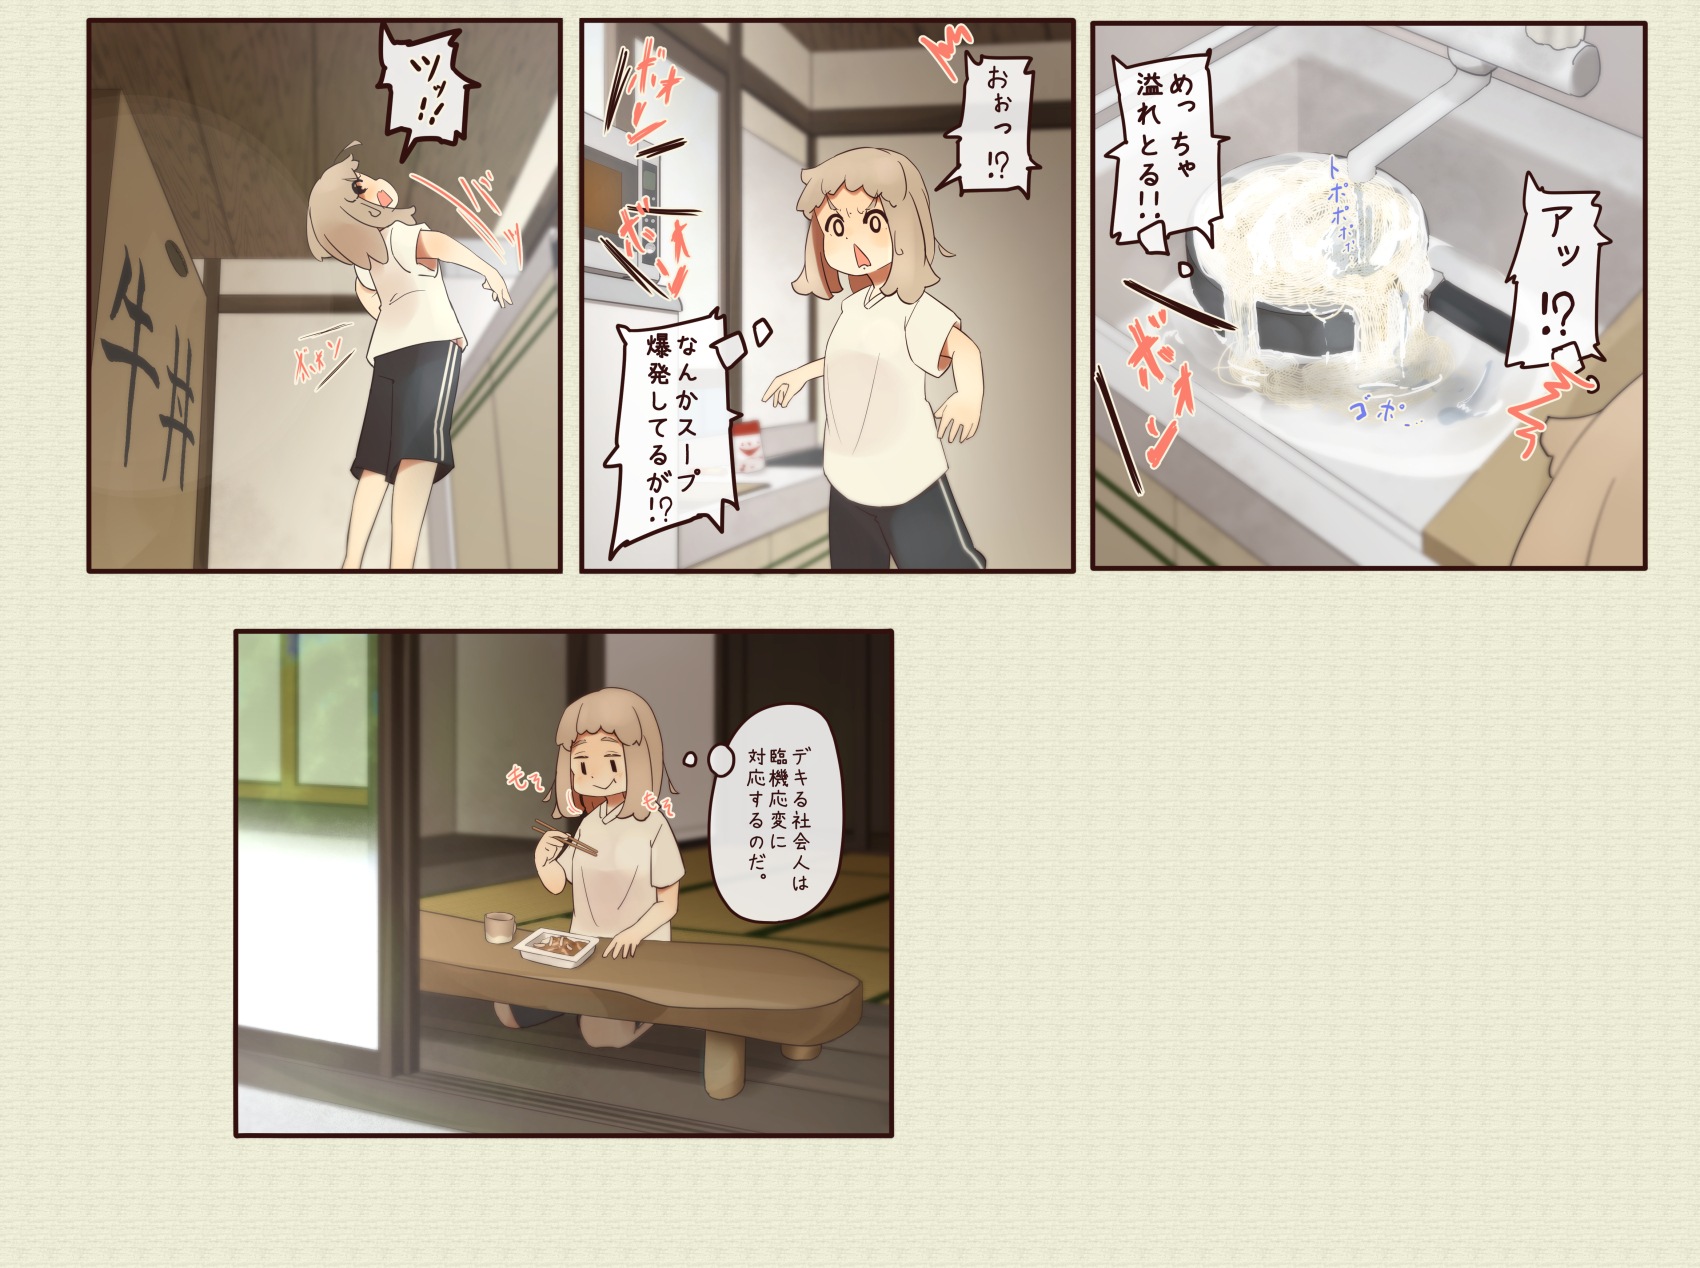 アッ!?
めっちゃ
溢れとる!!
トポポポポ…
ゴポ…
ボォン
おぉっ!?
ボォン
ボォン
なんかスープ
爆発してるが!?
ツッ!!
バッ
ボォォン
牛丼
デキる社会人は
臨機応変に
対応するのだ。
もそ
もそ